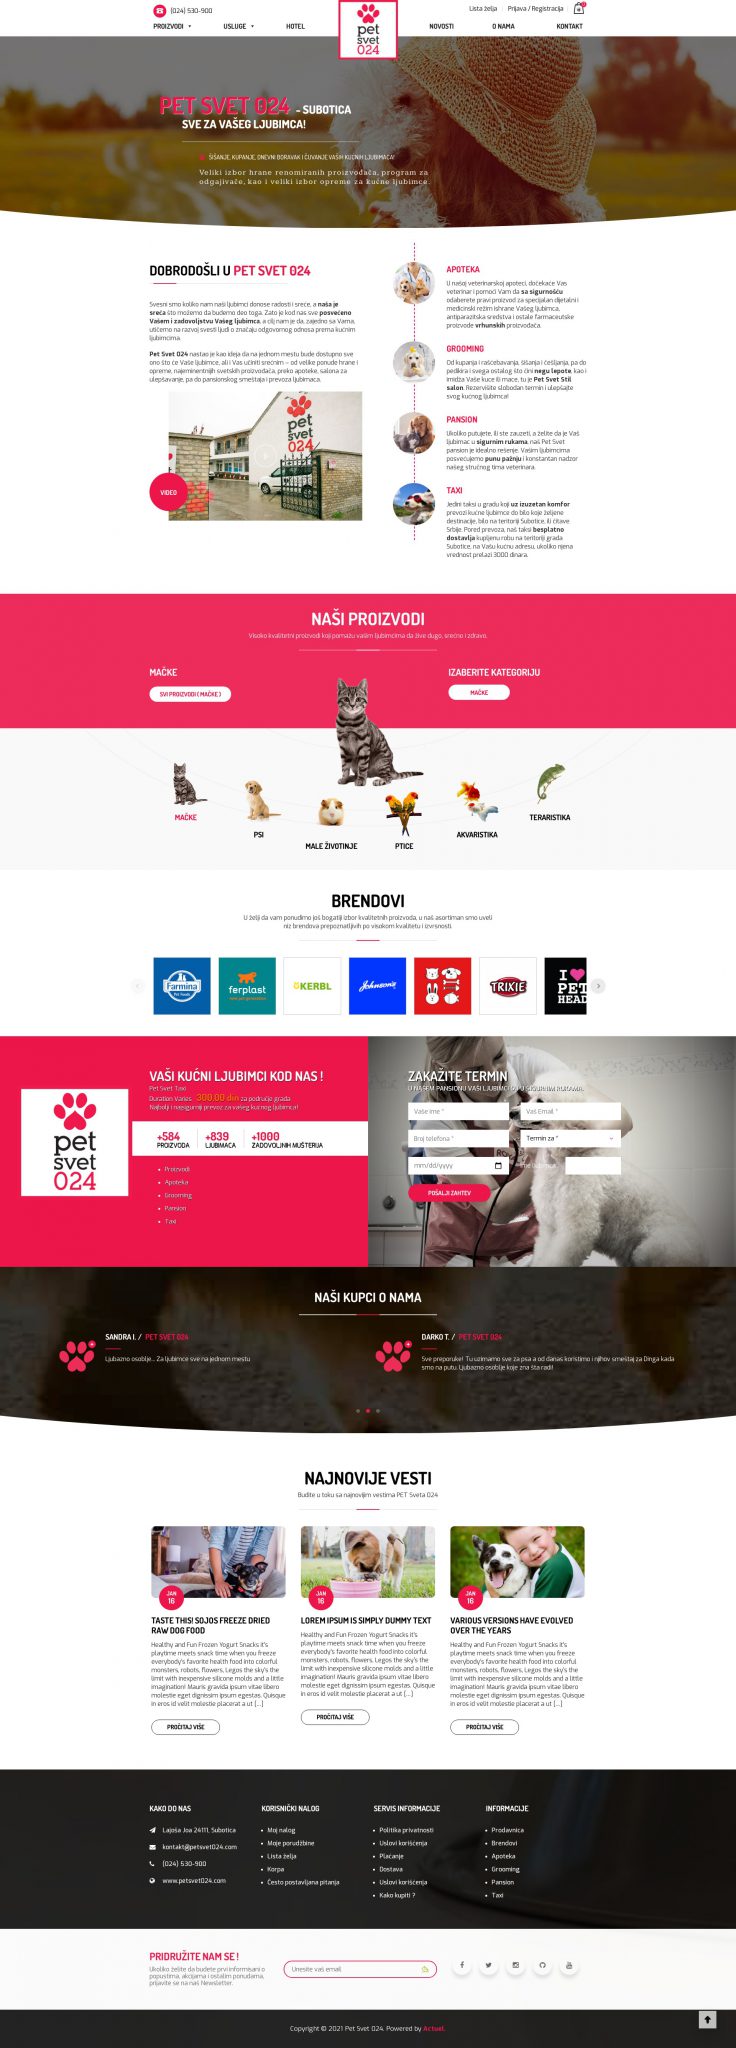 (024) 530-900
Lista želja
Prijava / Registracija
PROIZVODI
USLUGE
HOTEL
pet
svet
024
NOVOSTI
O NAMA
KONTAKT
PET SVET 024 - SUBOTICA
SVE ZA VAŠEG LJUBIMCA!
ŠIŠANJE, KUPANJE, DNEVNI BORAVAK I ČUVANJE VAŠIH KUĆNIH LJUBIMACA!
Veliki izbor hrane renomiranih proizvođača, program za
odgajivače, kao i veliki izbor opreme za kućne ljubimce.
DOBRODOŠLI U PET SVET 024
Svesni smo koliko nam naši ljubimci donose radosti i sreće, a naša je
sreća što možemo da budemo deo toga. Zato je kod nas sve posvećeno
Vašem i zadovoljstvu Vašeg ljubimca, a cilj nam je da, zajedno sa Vama,
utičemo na razvoj svesti ljudi o značaju odgovornog odnosa prema kućnim
ljubimcima.
Pet Svet 024 nastao je kao ideja da na jednom mestu bude dostupno sve
ono što će Vaše ljubimce, ali i Vas učiniti srećnim – od velike ponude hrane i
opreme, najeminentnijih svetskih proizvođača, preko apoteke, salona za
ulepšavanje, pa do pansionskog smeštaja i prevoza ljubimaca.
pet
svet
024
VIDEO
APOTEKA
U našoj veterinarskoj apoteci, dočekaće Vas
veterinar i pomoći Vam da sa sigurnošću
odaberete pravi proizvod za specijalan dijetalni i
medicinski režim ishrane Vašeg ljubimca,
antiparazitska sredstva i ostale farmaceutske
proizvode vrhunskih proizvođača.
GROOMING
Od kupanja i raščebavanja, šišanja i češljanja, pa do
pedikira i svega ostalog što čini negu lepote, kao i
imidža Vaše kuce ili mace, tu je Pet Svet Stil
salon. Rezervišite slobodan termin i ulepšajte
svog kućnog ljubimca!
PANSION
Ukoliko putujete, ili ste zauzeti, a želite da je Vaš
ljubimac u sigurnim rukama, naš Pet Svet
pansion je idealno rešenje. Vašim ljubimcima
posvećujemo punu pažnju i konstantan nadzor
našeg stručnog tima veterinara.
TAXI
Jedini taksi u gradu koji uz izuzetan komfor
prevozi kućne ljubimce do bilo koje željene
destinacije, bilo na teritoriji Subotice, ili čitave
Srbije. Pored prevoza, naš taksi besplatno
dostavlja kupljenu robu na teritoriji grada
Subotice, na Vašu kućnu adresu, ukoliko njena
vrednost prelazi 3000 dinara.
NAŠI PROIZVODI
Visoko kvalitetni proizvodi koji pomažu vašim ljubimcima da žive dugo, srećno i zdravo.
MAČKE
SVI PROIZVODI ( MAČKE )
IZABERITE KATEGORIJU
MAČKE
MAČKE
PSI
MALE ŽIVOTINJE
PTICE
AKVARISTIKA
TERARISTIKA
BRENDOVI
U želji da vam ponudimo još bogatiji izbor kvalitetnih proizvoda, u naš asortiman smo uveli
niz brendova prepoznatljivih po visokom kvalitetu i izvrsnosti.
Farmina
Pet Foods
ferplast
KERBL
Johnson's
TRIXIE
I
PET
HEAD
VAŠI KUĆNI LJUBIMCI KOD NAS !
Pet Svet Taxi
Duration Varies 300,00 din za područje grada
Najbolji i najsigurniji prevoz za vašeg kućnog ljubimca!
pet
svet
024
+584
PROIZVODA
+839
LJUBIMACA
+1000
ZADOVOLJNIH MUŠTERIJA
Proizvodi
Apoteka
Grooming
Pansion
Taxi
ZAKAŽITE TERMIN
U NAŠEM PANSIONU VAŠI LJUBIMCI SU U SIGURNIM RUKAMA.
Vaše ime *
Vaš Email *
Broj telefona *
Termin za *
mm/dd/yyyy
POŠALJI ZAHTEV
NAŠI KUPCI O NAMA
SANDRA I. / PET SVET 024
Ljubazno osoblje... Za ljubimce sve na jednom mestu
DARKO T. / PET SVET 024
Sve preporuke! Tu uzimamo sve za psa a od danas koristimo i njihov smeštaj za Dinga kada
smo na putu. Ljubazno osoblje koje zna šta radi!
NAJNOVIJE VESTI
Budite u toku sa najnovijim vestima PET Sveta 024
JAN
16
TASTE THIS! SOJOS FREEZE DRIED
RAW DOG FOOD
Healthy and Fun Frozen Yogurt Snacks it's
playtime meets snack time when you freeze
everybody's favorite health food into colorful
monsters, robots, flowers, Legos the sky's the
limit with inexpensive silicone molds and a little
imagination! Mauris gravida ipsum vitae libero
molestie eget dignissim ipsum egestas. Quisque
in eros id velit molestie placerat a ut [...]
PROČITAJ VIŠE
JAN
16
LOREM IPSUM IS SIMPLY DUMMY TEXT
Healthy and Fun Frozen Yogurt Snacks it's
playtime meets snack time when you freeze
everybody's favorite health food into colorful
monsters, robots, flowers, Legos the sky's the
limit with inexpensive silicone molds and a little
imagination! Mauris gravida ipsum vitae libero
molestie eget dignissim ipsum egestas. Quisque
in eros id velit molestie placerat a ut [...]
PROČITAJ VIŠE
JAN
16
VARIOUS VERSIONS HAVE EVOLVED
OVER THE YEARS
Healthy and Fun Frozen Yogurt Snacks it's
playtime meets snack time when you freeze
everybody's favorite health food into colorful
monsters, robots, flowers, Legos the sky's the
limit with inexpensive silicone molds and a little
imagination! Mauris gravida ipsum vitae libero
molestie eget dignissim ipsum egestas. Quisque
in eros id velit molestie placerat a ut [...]
PROČITAJ VIŠE
KAKO DO NAS
Lajoša Joa 24111, Subotica
kontakt@petsvet024.com
(024) 530-900
www.petsvet024.com
KORISNIČKI NALOG
Moj nalog
Moje porudžbine
Lista želja
Korpa
Često postavljana pitanja
SERVIS INFORMACIJE
Politika privatnosti
Uslovi korišćenja
Plaćanje
Dostava
Uslovi korišćenja
Kako kupiti ?
INFORMACIJE
Prodavnica
Brendovi
Apoteka
Grooming
Pansion
Taxi
PRIDRUŽITE NAM SE !
Ukoliko želite da budete prvi informisani o
popustima, akcijama i ostalim ponudama,
prijavite se na naš Newsletter.
Unesite vaš email
Copyright © 2021 Pet Svet 024. Powered by Actuel.